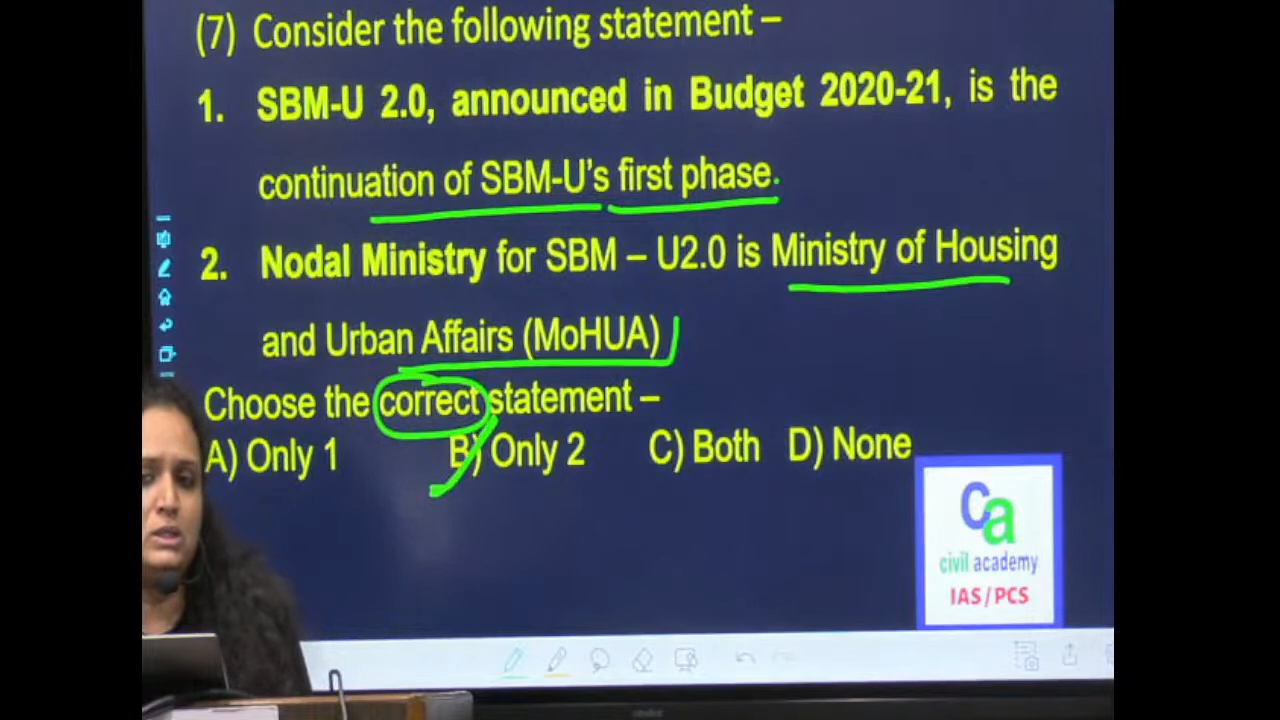 (7) Consider the following statement –
1. SBM-U 2.0, announced in Budget 2020-21, is the
continuation of SBM-U's first phase.
2. Nodal Ministry for SBM – U2.0 is Ministry of Housing
and Urban Affairs (MoHUA)
Choose the correct statement –
A) Only 1 B) Only 2 C) Both D) None
Ca
civil academy
IAS/PCS